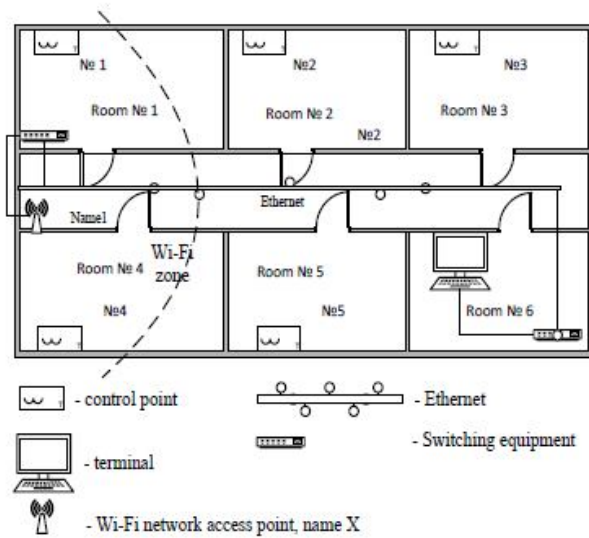 № 1
№2
№3
Room № 1
Room № 2
Room № 3
№2
Ethernet
Name1
Wi-Fi
zone
Room № 4
Room № 5
Room № 6
№4
№5
- control point
- Ethernet
- Switching equipment
- terminal
- Wi-Fi network access point, name X